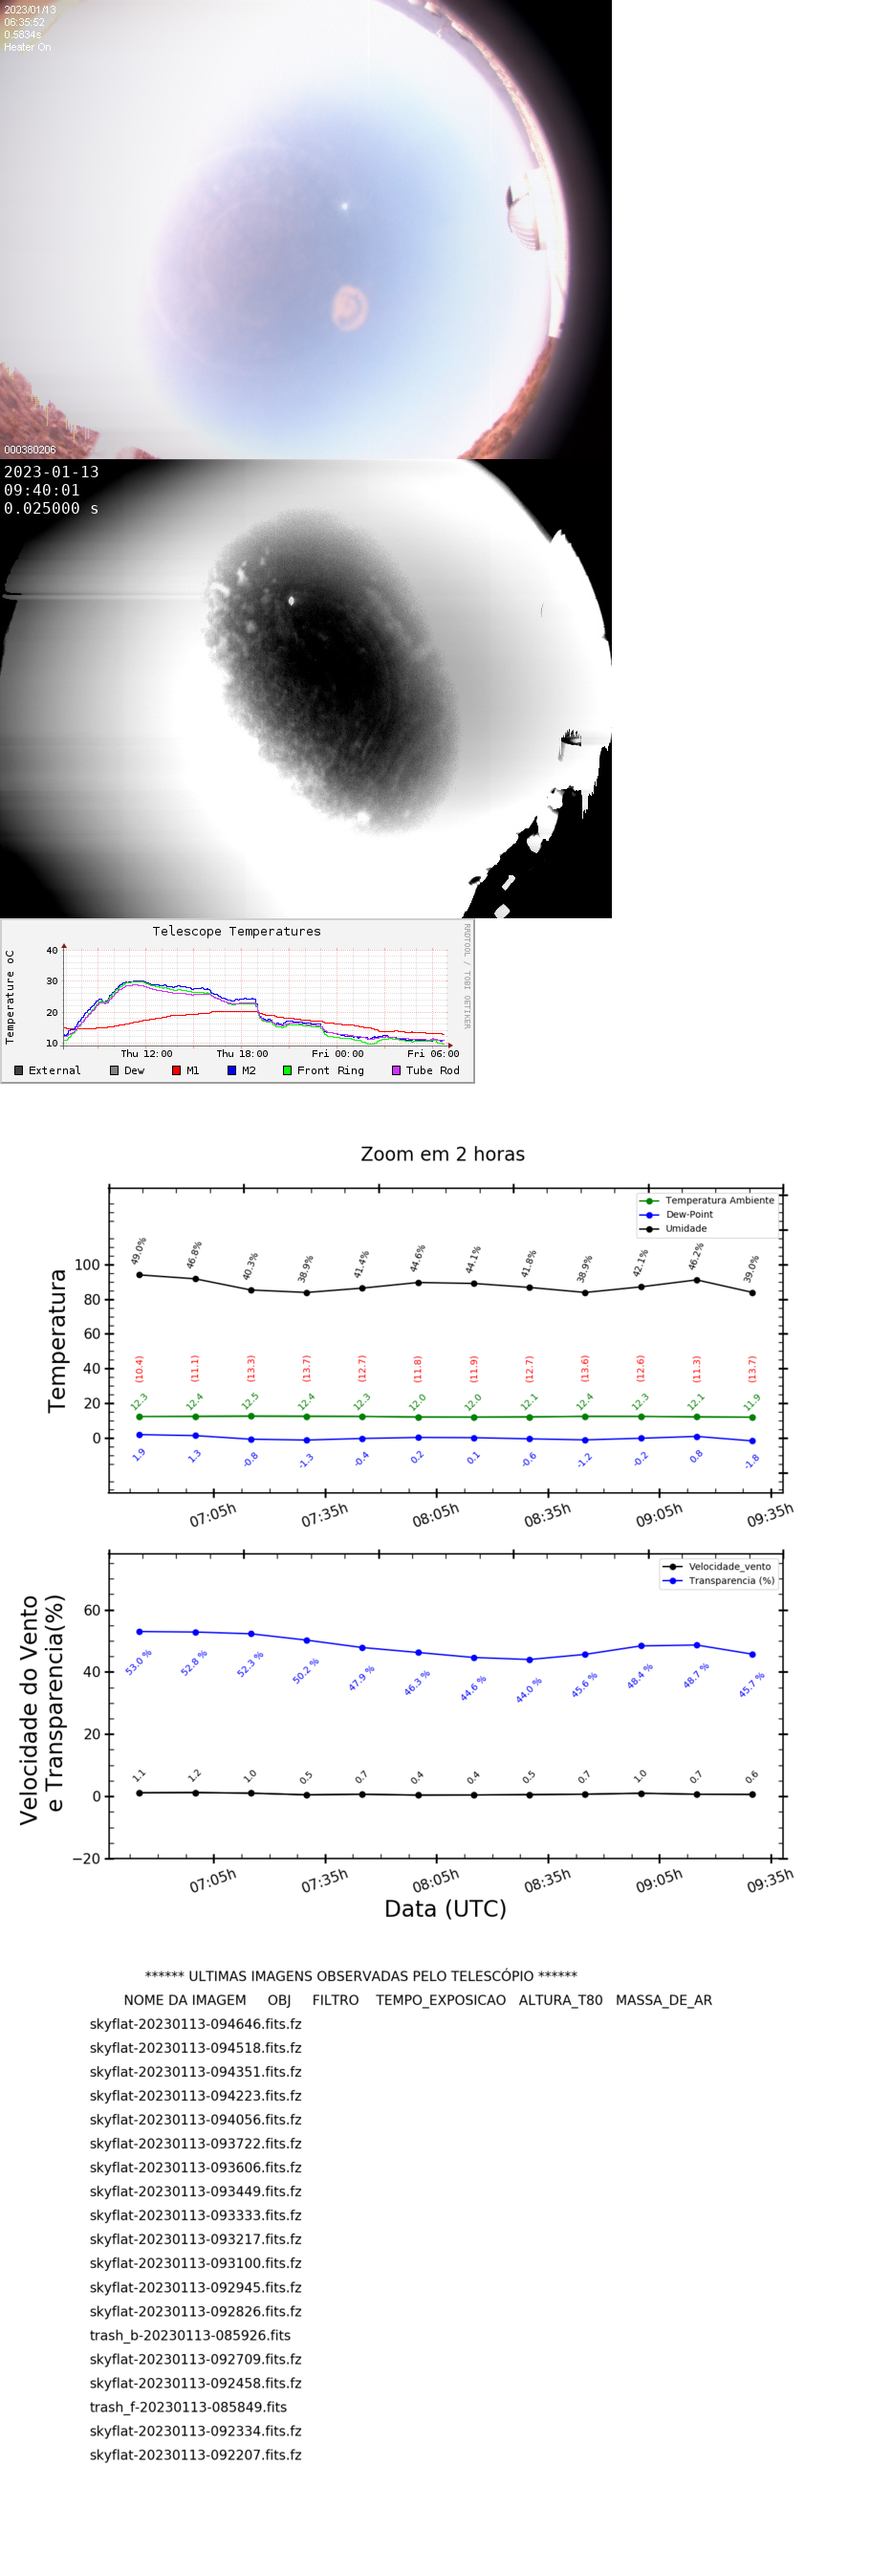 2023/01/13
06:35:52
0.5834s
Heater On
000380206
2023-01-13
09:40:01
0.025000 s
Telescope Temperatures
RRDTOOL / TOBI OETIKER
Temperature oC
40
30
20
10
Thu 12:00 Thu 18:00 Fri 00:00 Fri 06:00
External Dew M1 M2 Front Ring Tube Rod
Zoom em 2 horas
Temperatura Ambiente
Dew-Point
Umidade
Temperatura
100
80
60
40
20
0
49.0% 46.8% 40.3% 38.9% 41.4% 44.6% 44.1% 41.8% 38.9% 42.1% 46.2% 39.0%
(10.4) (11.1) (13.3) (13.7) (12.7) (11.8) (11.9) (12.7) (13.6) (12.6) (11.3) (13.7)
12.3 12.4 12.5 12.4 12.3 12.0 12.0 12.1 12.4 12.3 12.1 11.9
1.9 1.3 -0.8 -1.3 -0.4 0.2 0.1 -0.6 -1.2 -0.2 0.8 -1.8
07:05h 07:35h 08:05h 08:35h 09:05h 09:35h
Velocidade_vento
Transparencia (%)
Velocidade do Vento
e Transparencia(%)
60
40
20
0
−20
53.0 % 52.8 % 52.3 % 50.2 % 47.9 % 46.3 % 44.6 % 44.0 % 45.6 % 48.4 % 48.7 % 45.7 %
1.1 1.2 1.0 0.5 0.7 0.4 0.4 0.5 0.7 1.0 0.7 0.6
07:05h 07:35h 08:05h 08:35h 09:05h 09:35h
Data (UTC)
****** ULTIMAS IMAGENS OBSERVADAS PELO TELESCÓPIO ******
NOME DA IMAGEM OBJ FILTRO TEMPO_EXPOSICAO ALTURA_T80 MASSA_DE_AR
skyflat-20230113-094646.fits.fz
skyflat-20230113-094518.fits.fz
skyflat-20230113-094351.fits.fz
skyflat-20230113-094223.fits.fz
skyflat-20230113-094056.fits.fz
skyflat-20230113-093722.fits.fz
skyflat-20230113-093606.fits.fz
skyflat-20230113-093449.fits.fz
skyflat-20230113-093333.fits.fz
skyflat-20230113-093217.fits.fz
skyflat-20230113-093100.fits.fz
skyflat-20230113-092945.fits.fz
skyflat-20230113-092826.fits.fz
trash_b-20230113-085926.fits
skyflat-20230113-092709.fits.fz
skyflat-20230113-092458.fits.fz
trash_f-20230113-085849.fits
skyflat-20230113-092334.fits.fz
skyflat-20230113-092207.fits.fz